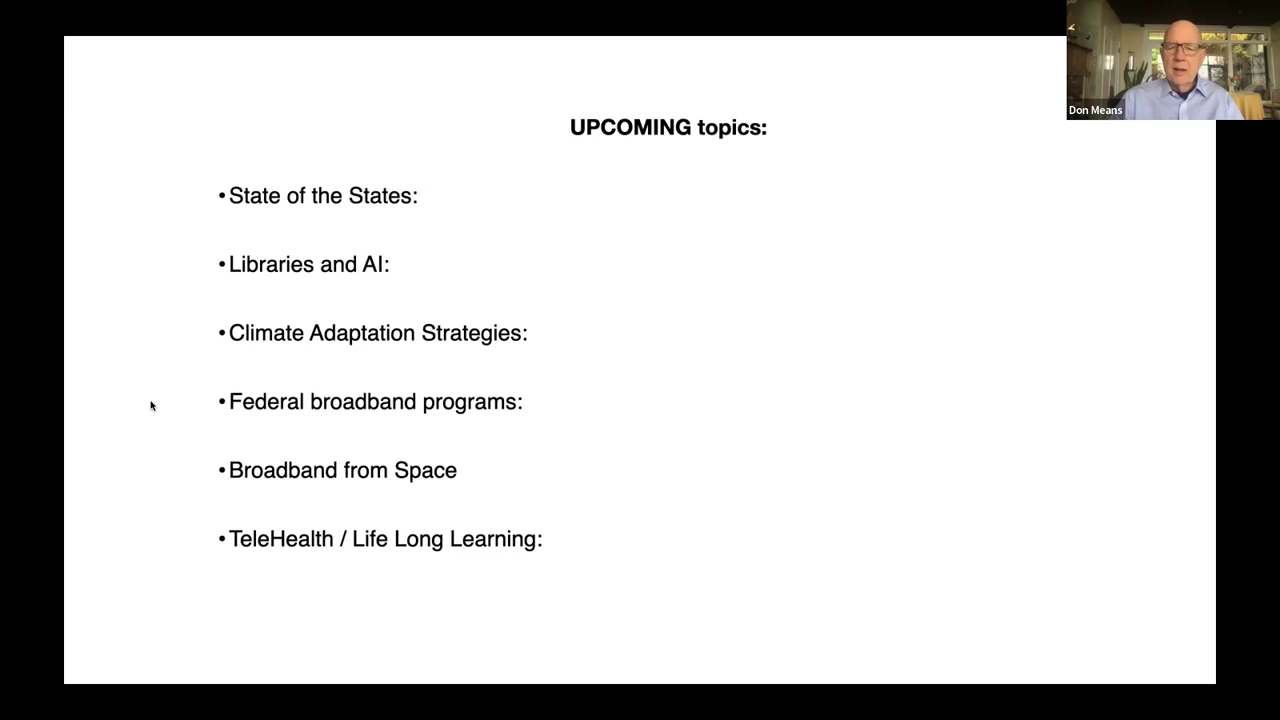 UPCOMING topics:
• State of the States:
• Libraries and AI:
• Climate Adaptation Strategies:
• Federal broadband programs:
• Broadband from Space
• TeleHealth / Life Long Learning:
Don Means